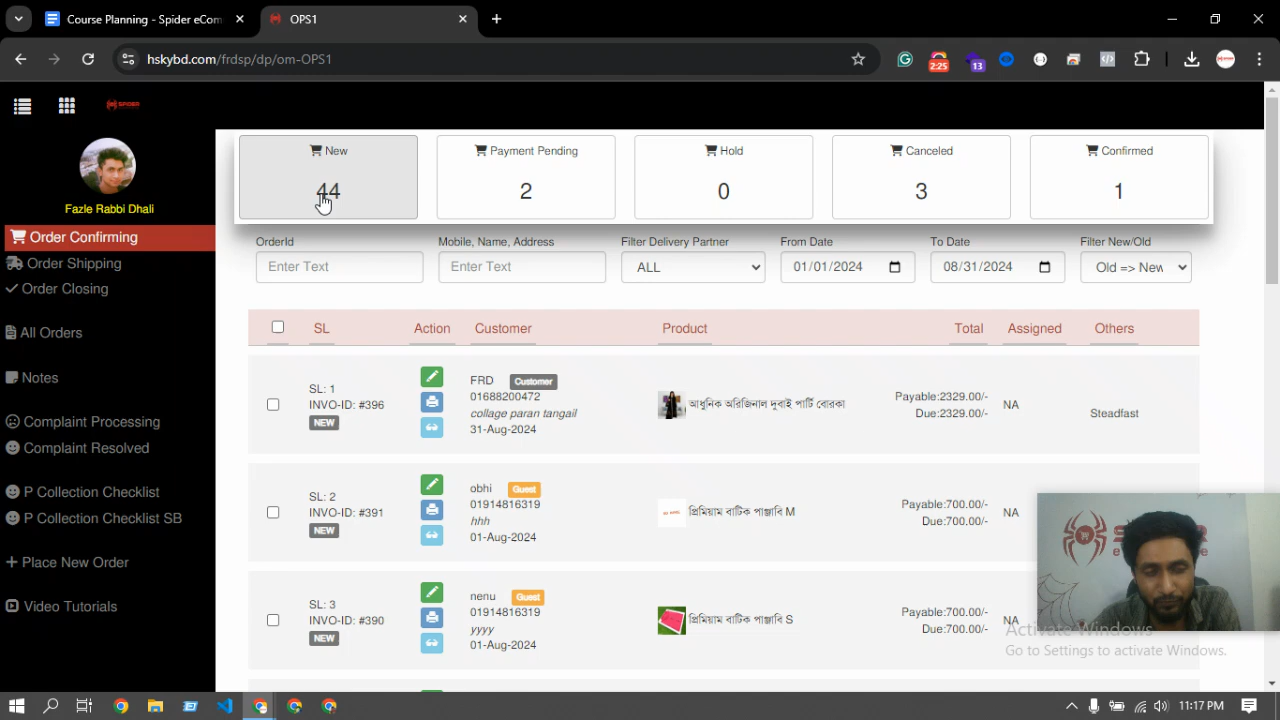 Course Planning - Spider eCom
OPS1
hskybd.com/frdsp/dp/om-OPS1
2:25
13
SPIDER
Fazle Rabbi Dhali
Order Confirming
Order Shipping
Order Closing
All Orders
Notes
Complaint Processing
Complaint Resolved
P Collection Checklist
P Collection Checklist SB
Place New Order
Video Tutorials
New
44
Payment Pending
2
Hold
0
Canceled
3
Confirmed
1
OrderId
Enter Text
Mobile, Name, Address
Enter Text
Filter Delivery Partner
ALL
From Date
01/01/2024
To Date
08/31/2024
Filter New/Old
Old => New
SL Action Customer Product Total Assigned Others
SL: 1
INVO-ID: #396
NEW
FRD Customer
01688200472
collage paran tangail
31-Aug-2024
আধুনিক অরিজিনাল দুবাই পার্টি বোরকা
Payable:2329.00/-
Due:2329.00/-
NA
Steadfast
SL: 2
INVO-ID: #391
NEW
obhi Guest
01914816319
hhh
01-Aug-2024
প্রিমিয়াম বাটিক পাঞ্জাবি M
Payable:700.00/-
Due:700.00/-
NA
SL: 3
INVO-ID: #390
NEW
nenu Guest
01914816319
yyyy
01-Aug-2024
প্রিমিয়াম বাটিক পাঞ্জাবি S
Payable:700.00/-
Due:700.00/-
NA
Activate Windows
Go to Settings to activate Windows.
11:17 PM